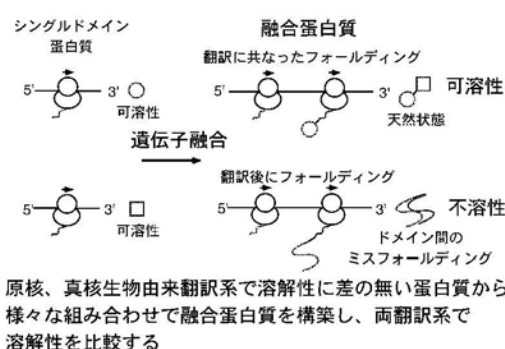 シングルドメイン
蛋白質
融合蛋白質
翻訳に共なったフォールディング
5' 3'
可溶性
5' 3'
可溶性
天然状態
遺伝子融合
翻訳後にフォールディング
5' 3'
可溶性
5' 3'
不溶性
ドメイン間の
ミスフォールディング
原核、真核生物由来翻訳系で溶解性に差の無い蛋白質から
様々な組み合わせで融合蛋白質を構築し、両翻訳系で
溶解性を比較する